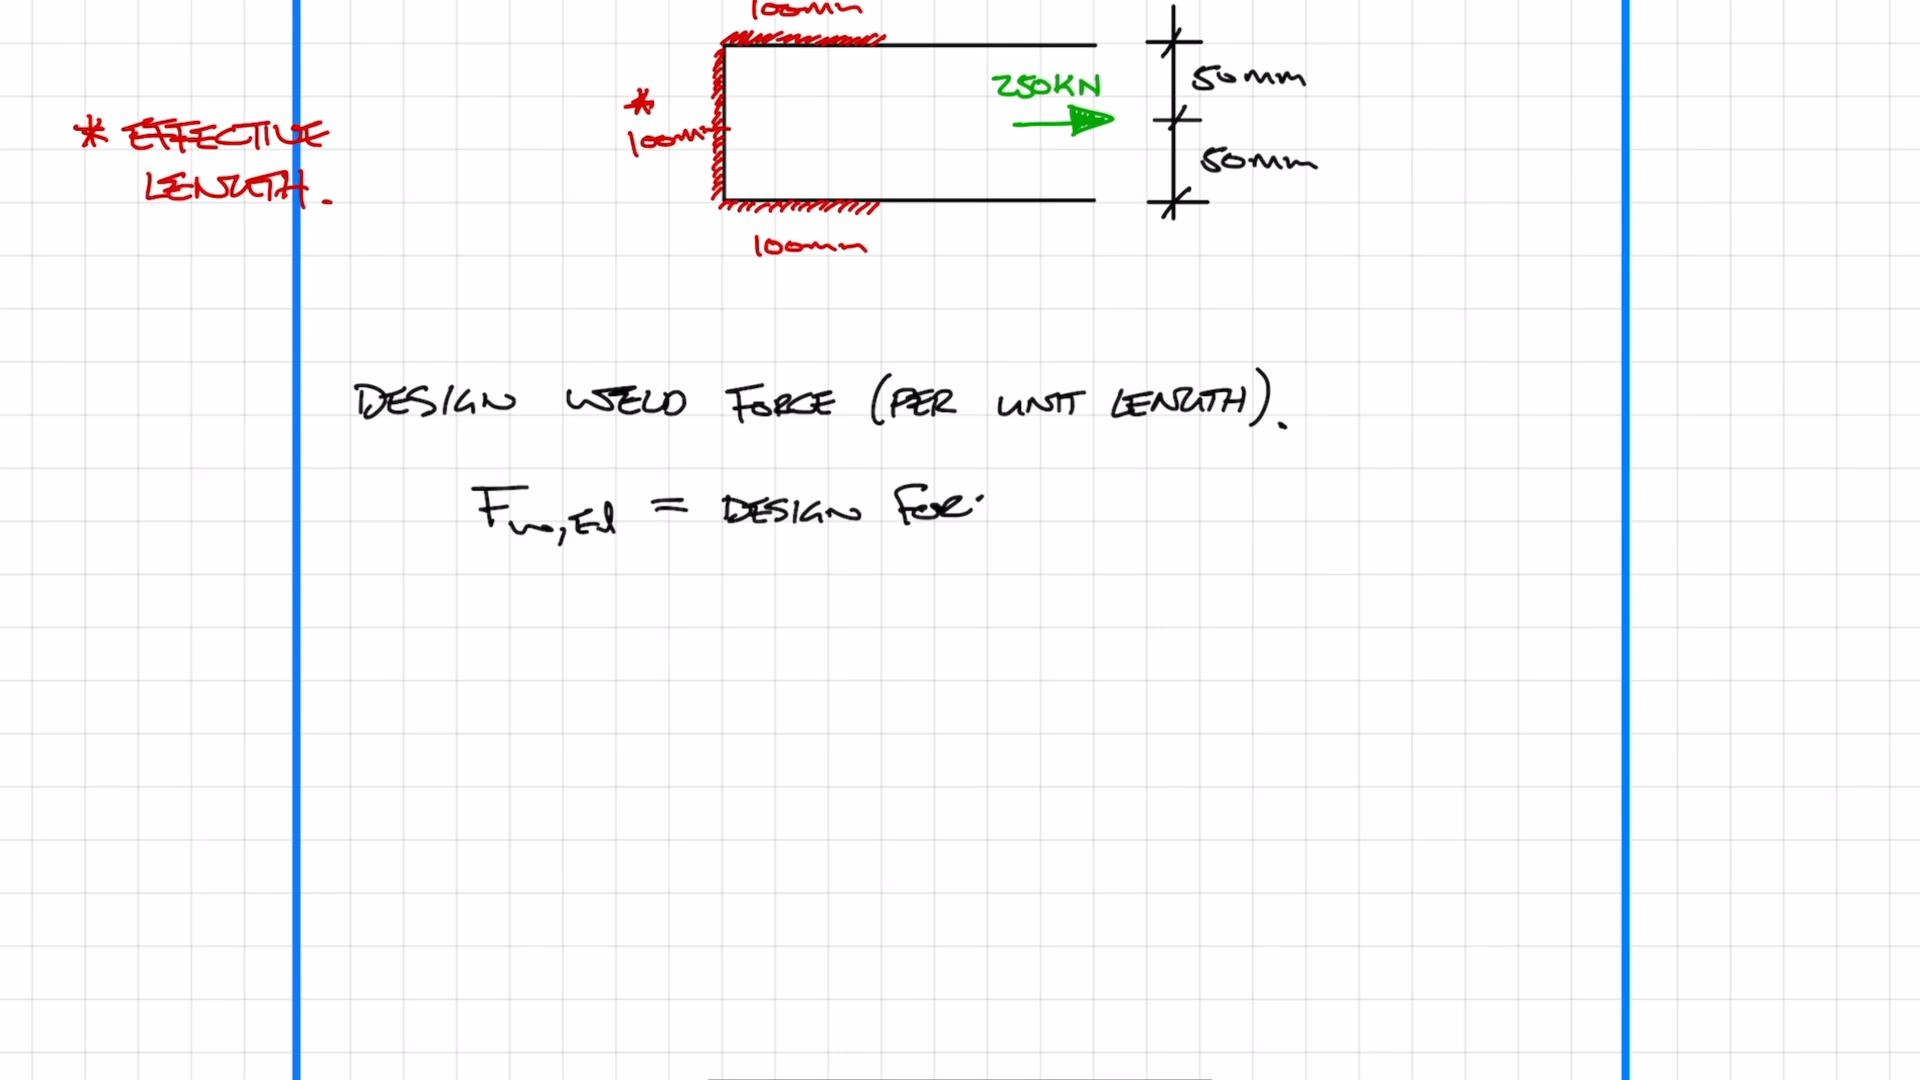 100mm
250KN
50mm
*
100mm
* EFFECTIVE
LENGTH.
50mm
100mm
DESIGN WELD FORCE (PER UNIT LENGTH).
Fw,Ed = DESIGN FOR